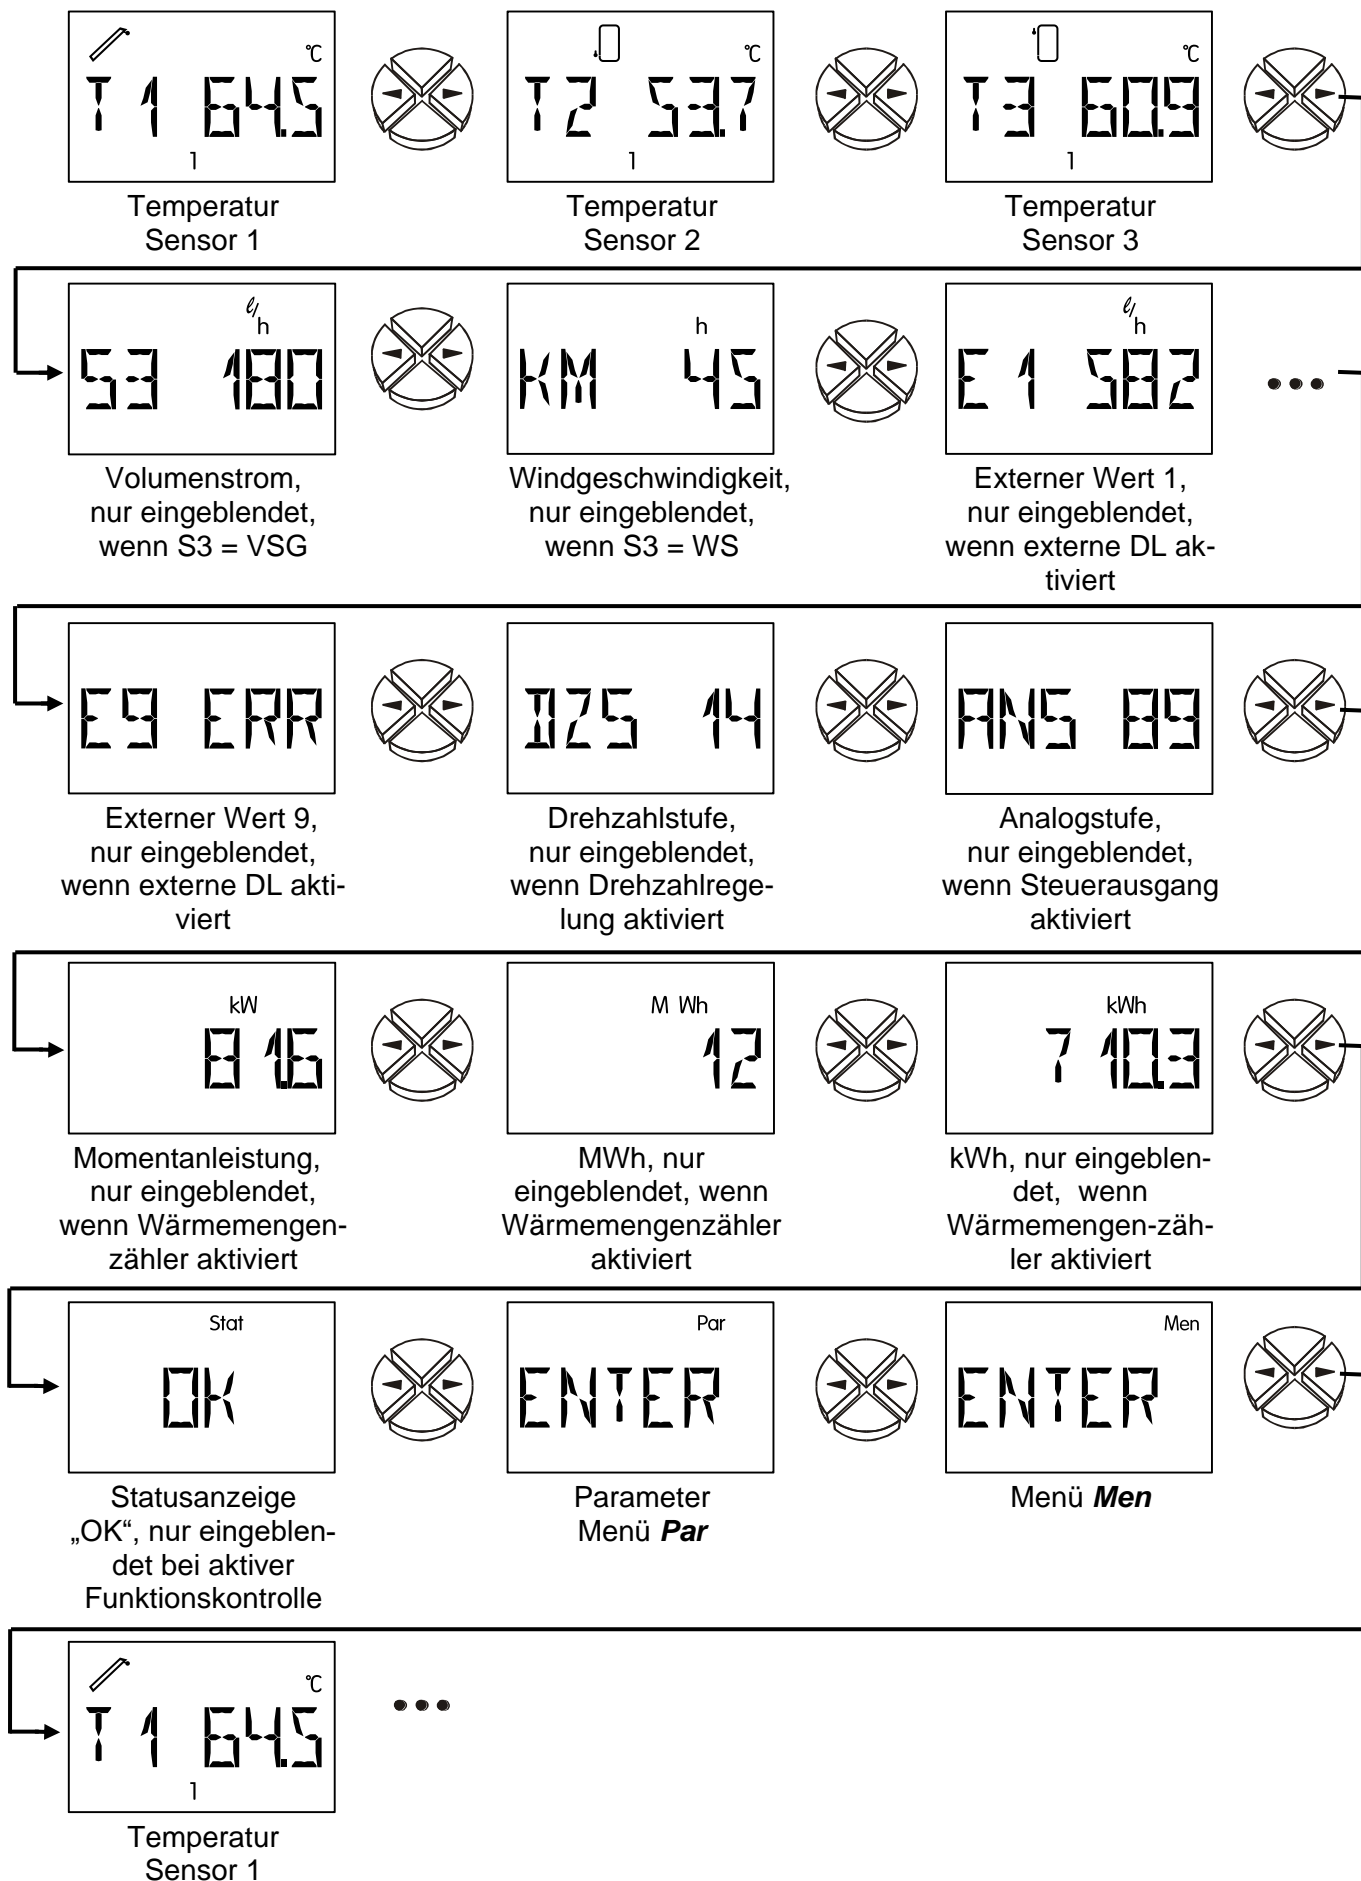 °C
T 1 64.5
1
°C
T2 53.7
1
°C
T3 60.9
1
Temperatur
Sensor 1
Temperatur
Sensor 2
Temperatur
Sensor 3
l/h
S3 180
h
KM 45
l/h
E1 582
Volumenstrom,
nur eingeblendet,
wenn S3 = VSG
Windgeschwindigkeit,
nur eingeblendet,
wenn S3 = WS
Externer Wert 1,
nur eingeblendet,
wenn externe DL ak-
tiviert
E9 ERR
DZS 14
ANS 89
Externer Wert 9,
nur eingeblendet,
wenn externe DL akti-
viert
Drehzahlstufe,
nur eingeblendet,
wenn Drehzahlrege-
lung aktiviert
Analogstufe,
nur eingeblendet,
wenn Steuerausgang
aktiviert
kW
81.6
M Wh
12
kWh
710.3
Momentanleistung,
nur eingeblendet,
wenn Wärmemengen-
zähler aktiviert
MWh, nur
eingeblendet, wenn
Wärmemengenzähler
aktiviert
kWh, nur eingeblen-
det, wenn
Wärmemengen-zäh-
ler aktiviert
Stat
OK
Par
ENTER
Men
ENTER
Statusanzeige
„OK“, nur eingeblen-
det bei aktiver
Funktionskontrolle
Parameter
Menü Par
Menü Men
°C
T 1 64.5
1
Temperatur
Sensor 1